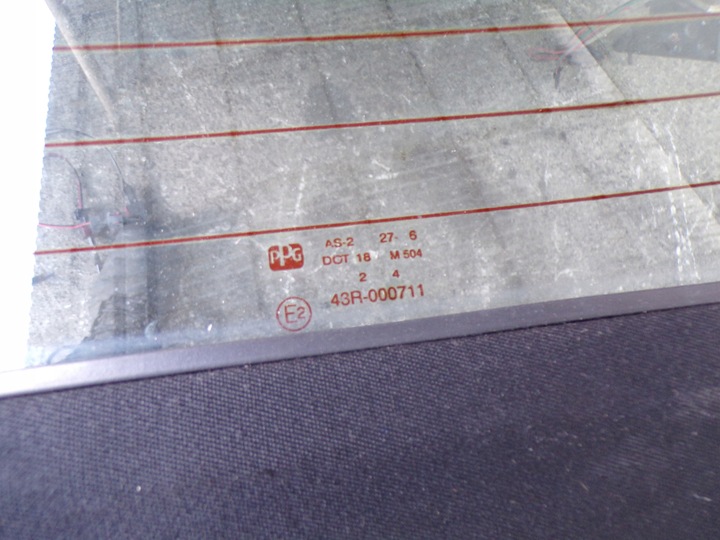 PPG
AS-2 27- 6
DOT 18 M 504
2 4
E2 43R-000711